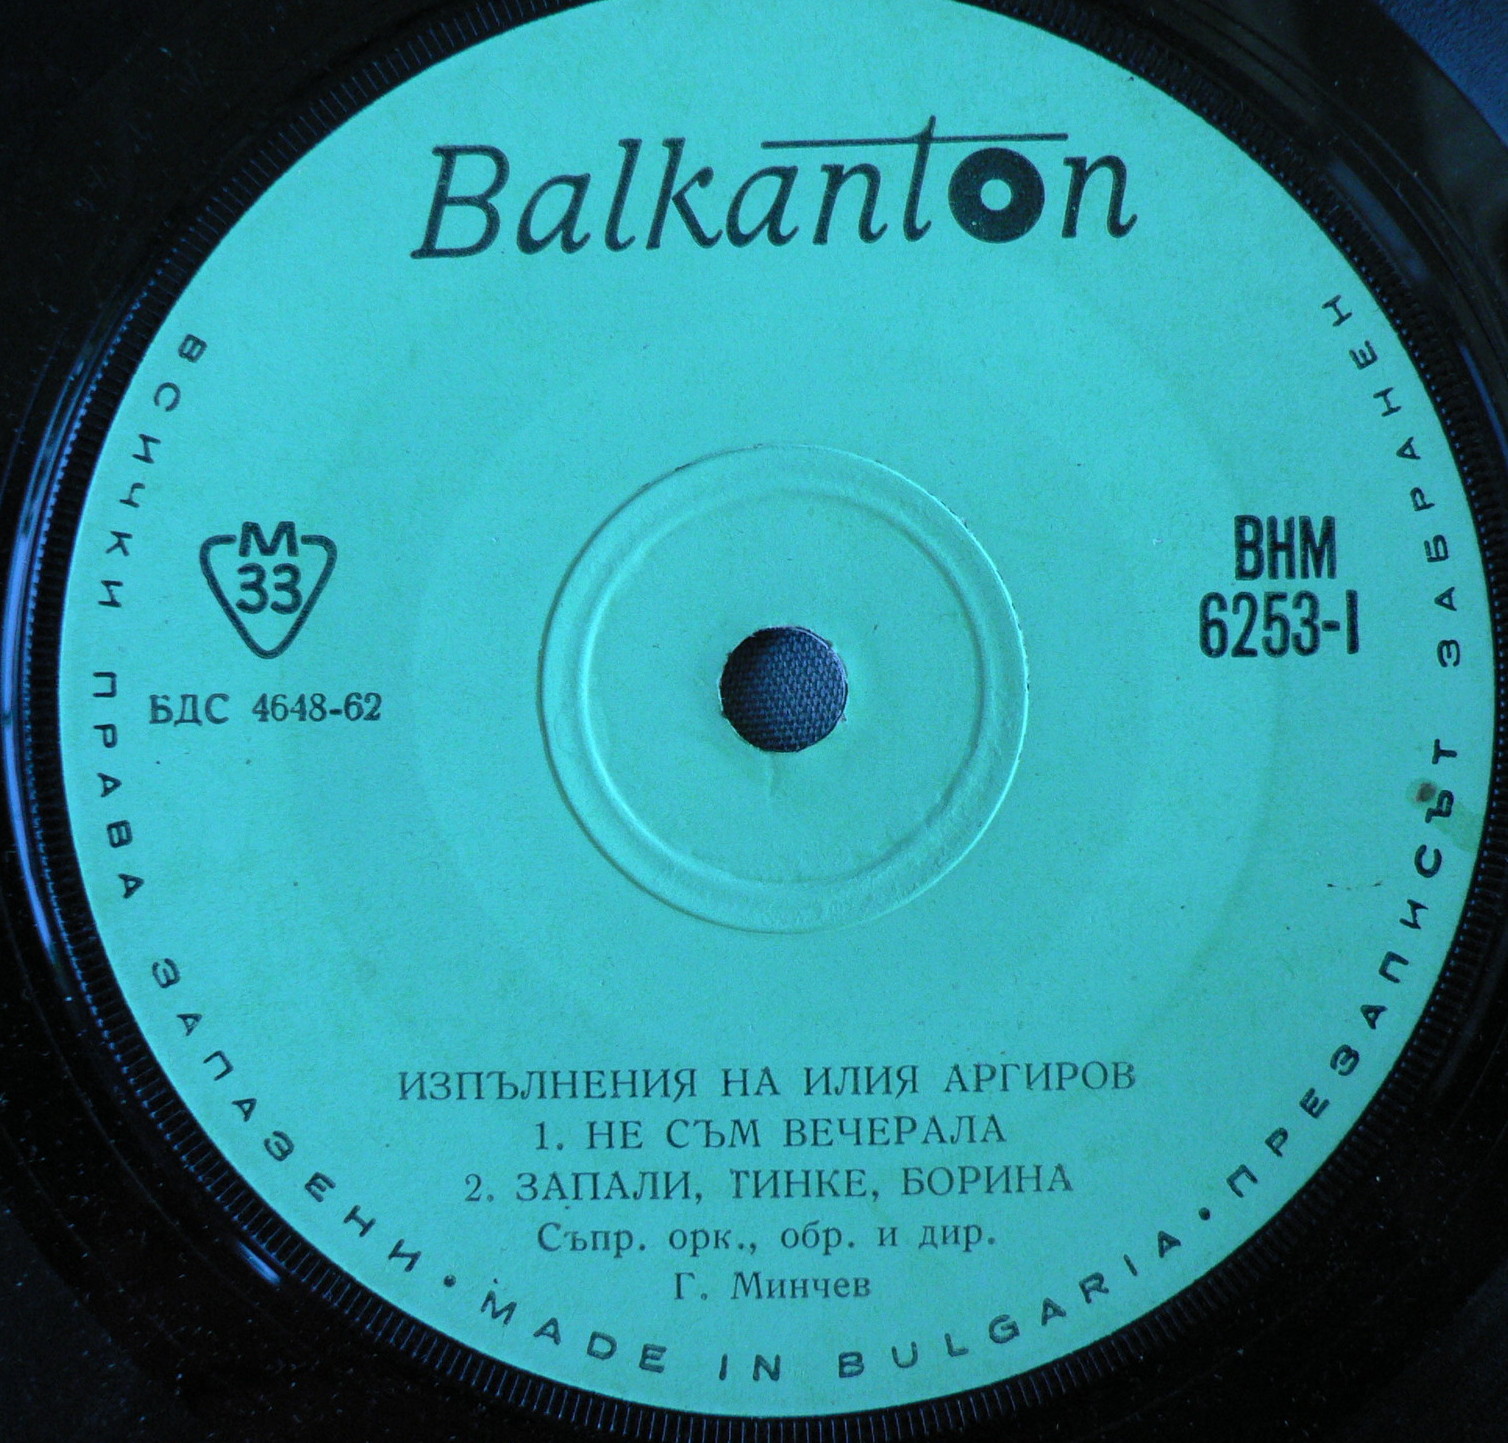 Balkanton
M
33
БДС 4648-62
ВНМ
6253-I
ИЗПЪЛНЕНИЯ НА ИЛИЯ АРГИРОВ
1. НЕ СЪМ ВЕЧЕРАЛА
2. ЗАПАЛИ, ТИНКЕ, БОРИНА
Съпр. орк., обр. и дир.
Г. Минчев
ВСИЧКИ ПРАВА ЗАПАЗЕНИ • MADE IN BULGARIA • ПРЕЗАПИСЪТ ЗАБРАНЕН